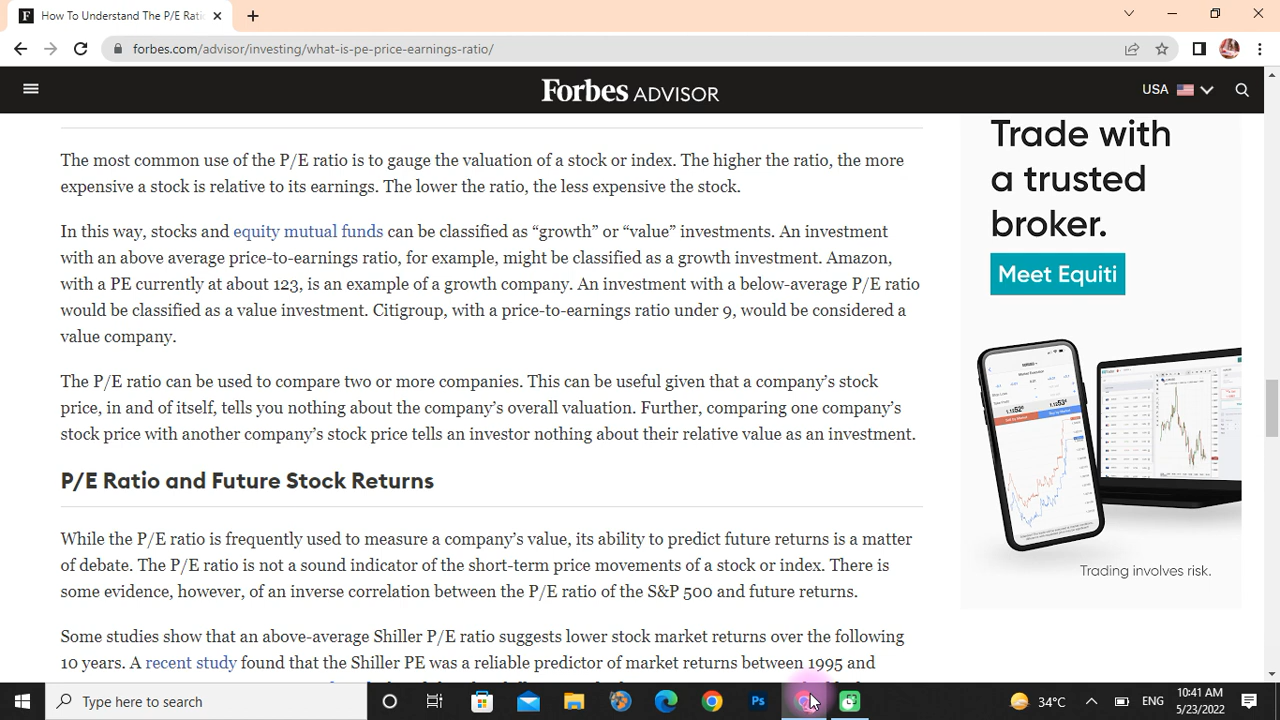 How To Understand The P/E Ratio
forbes.com/advisor/investing/what-is-pe-price-earnings-ratio/
Forbes ADVISOR
USA
The most common use of the P/E ratio is to gauge the valuation of a stock or index. The higher the ratio, the more
expensive a stock is relative to its earnings. The lower the ratio, the less expensive the stock.
In this way, stocks and equity mutual funds can be classified as “growth” or “value” investments. An investment
with an above average price-to-earnings ratio, for example, might be classified as a growth investment. Amazon,
with a PE currently at about 123, is an example of a growth company. An investment with a below-average P/E ratio
would be classified as a value investment. Citigroup, with a price-to-earnings ratio under 9, would be considered a
value company.
The P/E ratio can be used to compare two or more companies. This can be useful given that a company’s stock
price, in and of itself, tells you nothing about the company’s overall valuation. Further, comparing one company’s
stock price with another company’s stock price tells an investor nothing about their relative value as an investment.
P/E Ratio and Future Stock Returns
While the P/E ratio is frequently used to measure a company’s value, its ability to predict future returns is a matter
of debate. The P/E ratio is not a sound indicator of the short-term price movements of a stock or index. There is
some evidence, however, of an inverse correlation between the P/E ratio of the S&P 500 and future returns.
Some studies show that an above-average Shiller P/E ratio suggests lower stock market returns over the following
10 years. A recent study found that the Shiller PE was a reliable predictor of market returns between 1995 and
Trade with
a trusted
broker.
Meet Equiti
Trading involves risk.
Type here to search
Ps
34°C
ENG
10:41 AM
5/23/2022